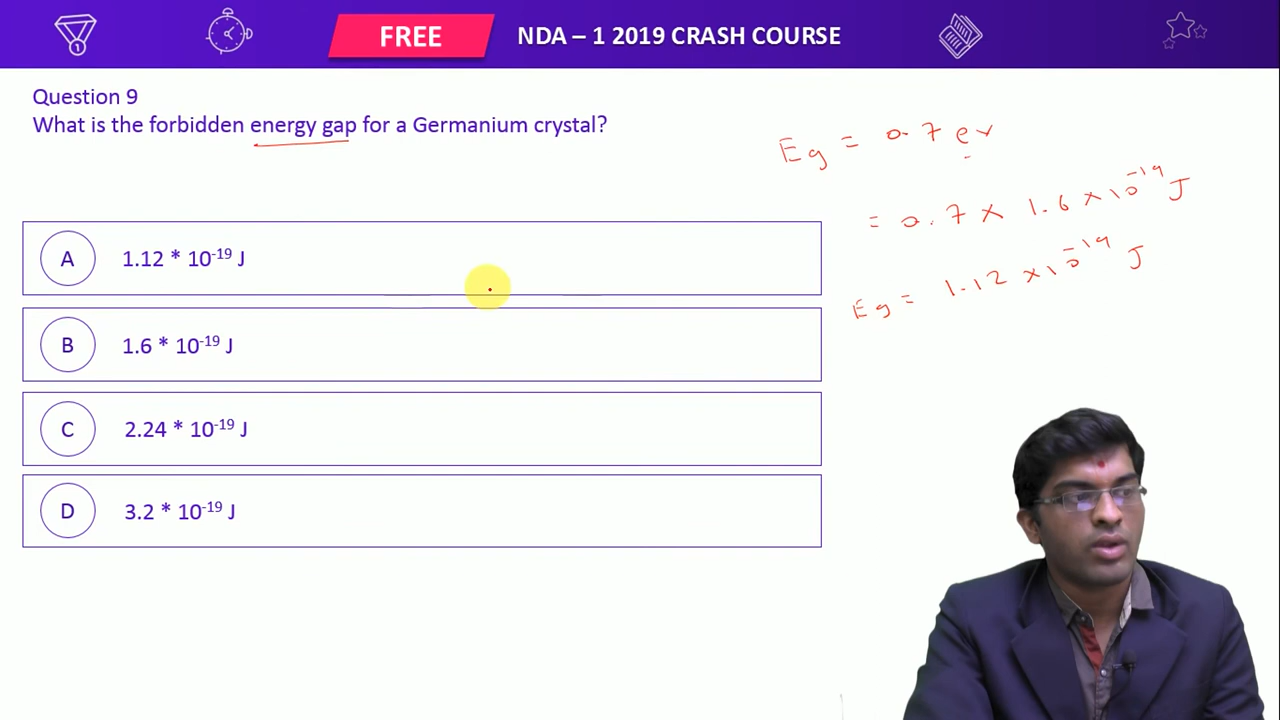 FREE
NDA – 1 2019 CRASH COURSE
Question 9
What is the forbidden energy gap for a Germanium crystal?
A 1.12 * 10⁻¹⁹ J
B 1.6 * 10⁻¹⁹ J
C 2.24 * 10⁻¹⁹ J
D 3.2 * 10⁻¹⁹ J
Eg = 0.7 ev
= 0.7 × 1.6 × 10⁻¹⁹ J
Eg = 1.12 × 10⁻¹⁹ J
1